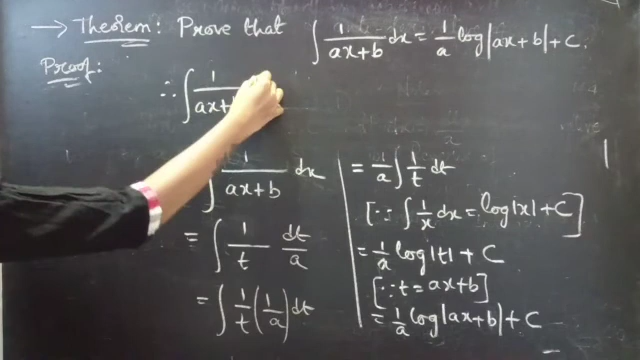 → Theorem: Prove that ∫ 1/(ax+b) dx = 1/a log|ax+b| + C.
Proof:
∴ ∫ 1/(ax+
∫ 1/(ax+b) dx
= ∫ 1/t dt/a
= ∫ 1/t (1/a) dt
= 1/a ∫ 1/t dt
[∵ ∫ 1/x dx = log|x| + C]
= 1/x log|t| + C
[∵ t = ax+b]
= 1/a log|ax+b| + C